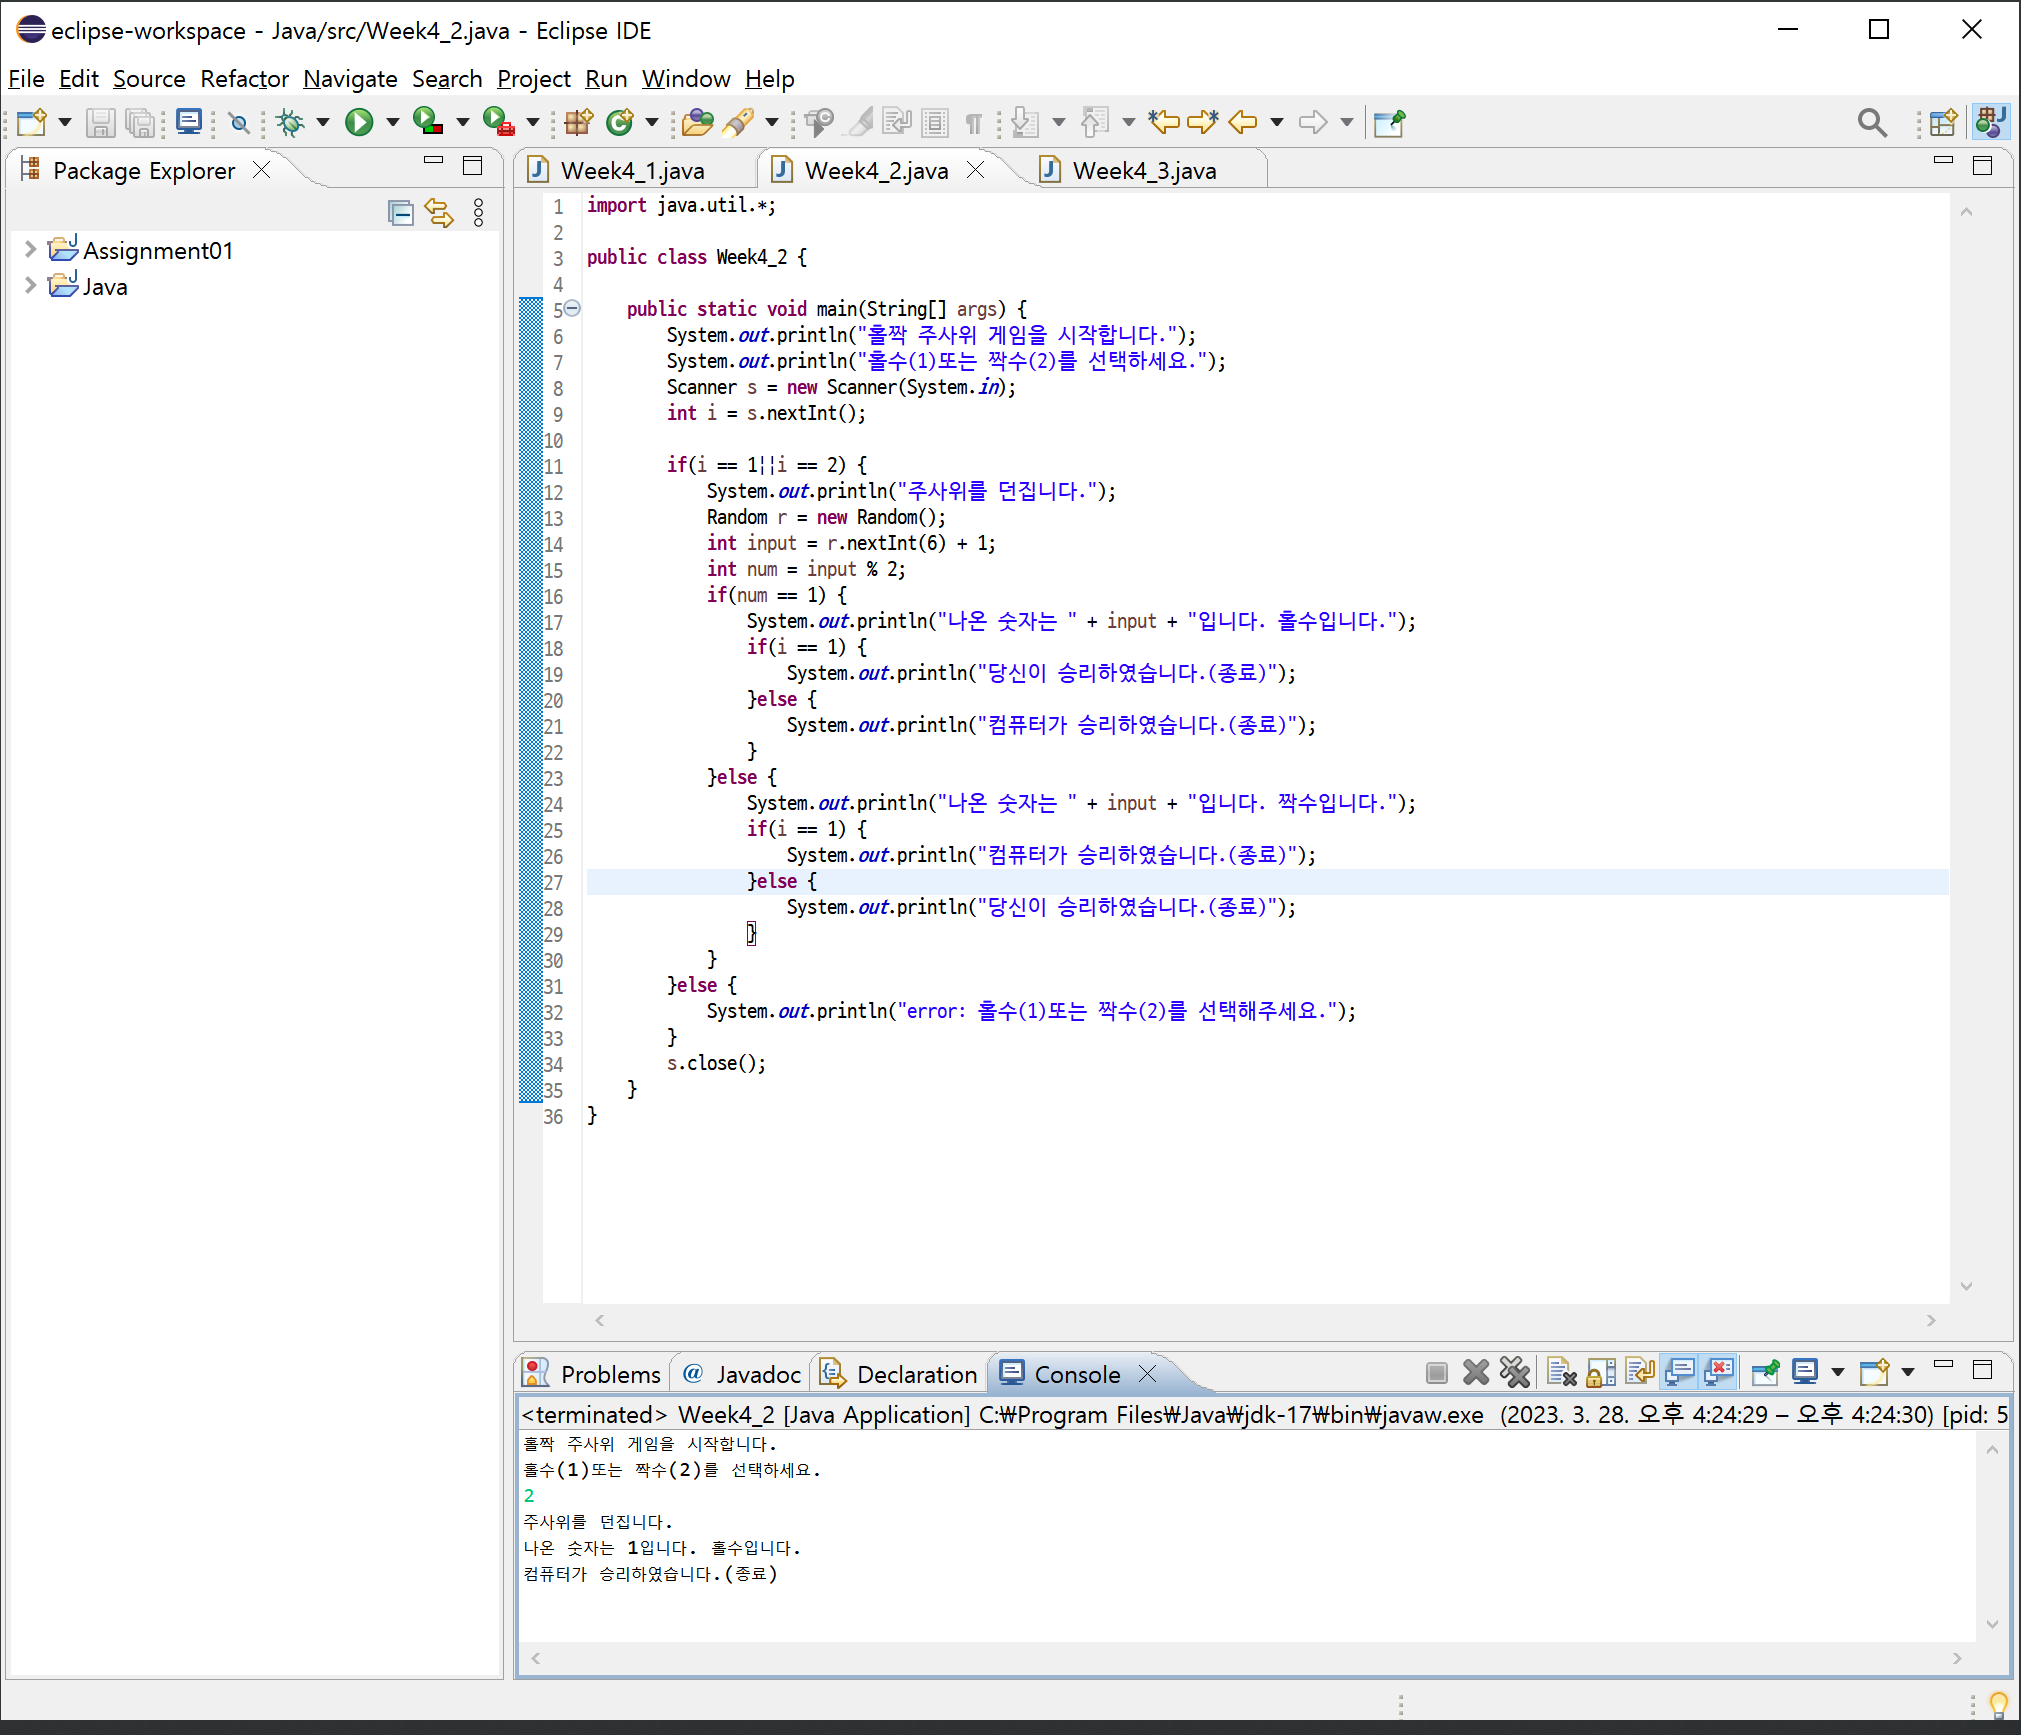 eclipse-workspace - Java/src/Week4_2.java - Eclipse IDE
File Edit Source Refactor Navigate Search Project Run Window Help
Package Explorer
Assignment01
Java
Week4_1.java Week4_2.java Week4_3.java
1 import java.util.*;
2
3 public class Week4_2 {
4
5 public static void main(String[] args) {
6 System.out.println("홀짝 주사위 게임을 시작합니다.");
7 System.out.println("홀수(1)또는 짝수(2)를 선택하세요.");
8 Scanner s = new Scanner(System.in);
9 int i = s.nextInt();
10
11 if(i == 1||i == 2) {
12 System.out.println("주사위를 던집니다.");
13 Random r = new Random();
14 int input = r.nextInt(6) + 1;
15 int num = input % 2;
16 if(num == 1) {
17 System.out.println("나온 숫자는 " + input + "입니다. 홀수입니다.");
18 if(i == 1) {
19 System.out.println("당신이 승리하였습니다.(종료)");
20 }else {
21 System.out.println("컴퓨터가 승리하였습니다.(종료)");
22 }
23 }else {
24 System.out.println("나온 숫자는 " + input + "입니다. 짝수입니다.");
25 if(i == 1) {
26 System.out.println("컴퓨터가 승리하였습니다.(종료)");
27 }else {
28 System.out.println("당신이 승리하였습니다.(종료)");
29 }
30 }
31 }else {
32 System.out.println("error: 홀수(1)또는 짝수(2)를 선택해주세요.");
33 }
34 s.close();
35 }
36 }
Problems @ Javadoc Declaration Console
<terminated> Week4_2 [Java Application] C:₩Program Files₩Java₩jdk-17₩bin₩javaw.exe (2023. 3. 28. 오후 4:24:29 – 오후 4:24:30) [pid: 5
홀짝 주사위 게임을 시작합니다.
홀수(1)또는 짝수(2)를 선택하세요.
2
주사위를 던집니다.
나온 숫자는 1입니다. 홀수입니다.
컴퓨터가 승리하였습니다.(종료)